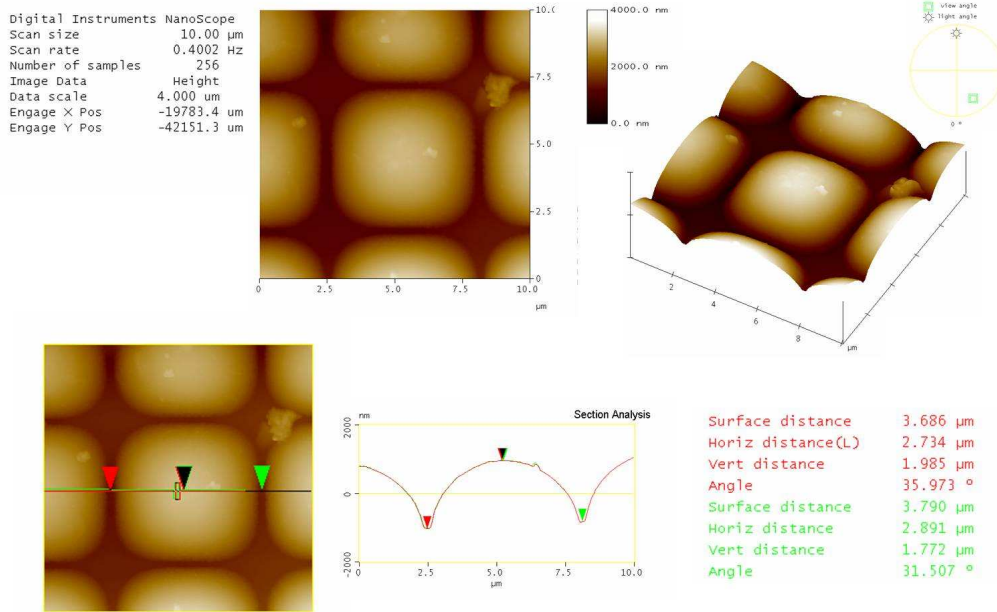 Digital Instruments NanoScope
Scan size 10.00 µm
Scan rate 0.4002 Hz
Number of samples 256
Image Data Height
Data scale 4.000 um
Engage X Pos -19783.4 um
Engage Y Pos -42151.3 um
10.0
7.5
5.0
2.5
0
0 2.5 5.0 7.5 10.0
µm
4000.0 nm
2000.0 nm
0.0 nm
view angle
light angle
0 °
2
4
6
8
µm
Section Analysis
nm
2000
0
-2000
0 2.5 5.0 7.5 10.0
µm
Surface distance 3.686 µm
Horiz distance(L) 2.734 µm
Vert distance 1.985 µm
Angle 35.973 °
Surface distance 3.790 µm
Horiz distance 2.891 µm
Vert distance 1.772 µm
Angle 31.507 °